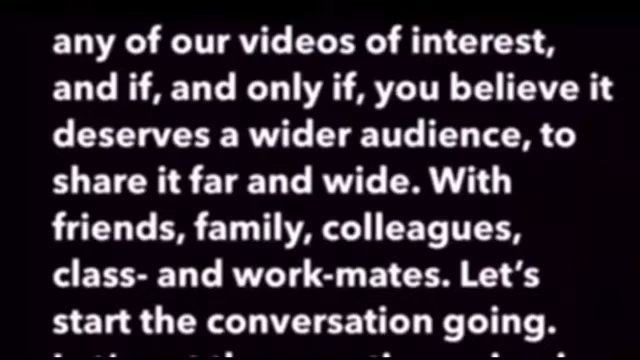 any of our videos of interest,
and if, and only if, you believe it
deserves a wider audience, to
share it far and wide. With
friends, family, colleagues,
class- and work-mates. Let’s
start the conversation going.